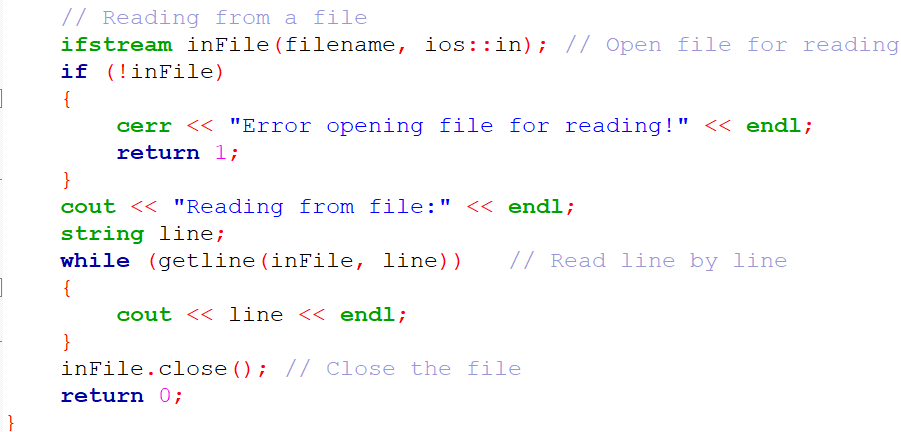 // Reading from a file
ifstream inFile(filename, ios::in); // Open file for reading
if (!inFile)
{
cerr << "Error opening file for reading!" << endl;
return 1;
}
cout << "Reading from file:" << endl;
string line;
while (getline(inFile, line))   // Read line by line
{
cout << line << endl;
}
inFile.close(); // Close the file
return 0;
}